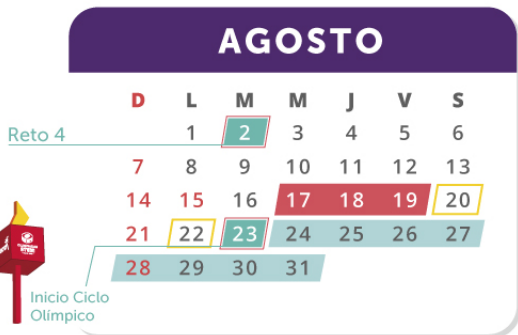 AGOSTO
D L M M J V S
Reto 4
1 2 3 4 5 6
7 8 9 10 11 12 13
14 15 16 17 18 19 20
21 22 23 24 25 26 27
28 29 30 31
Inicio Ciclo
Olímpico